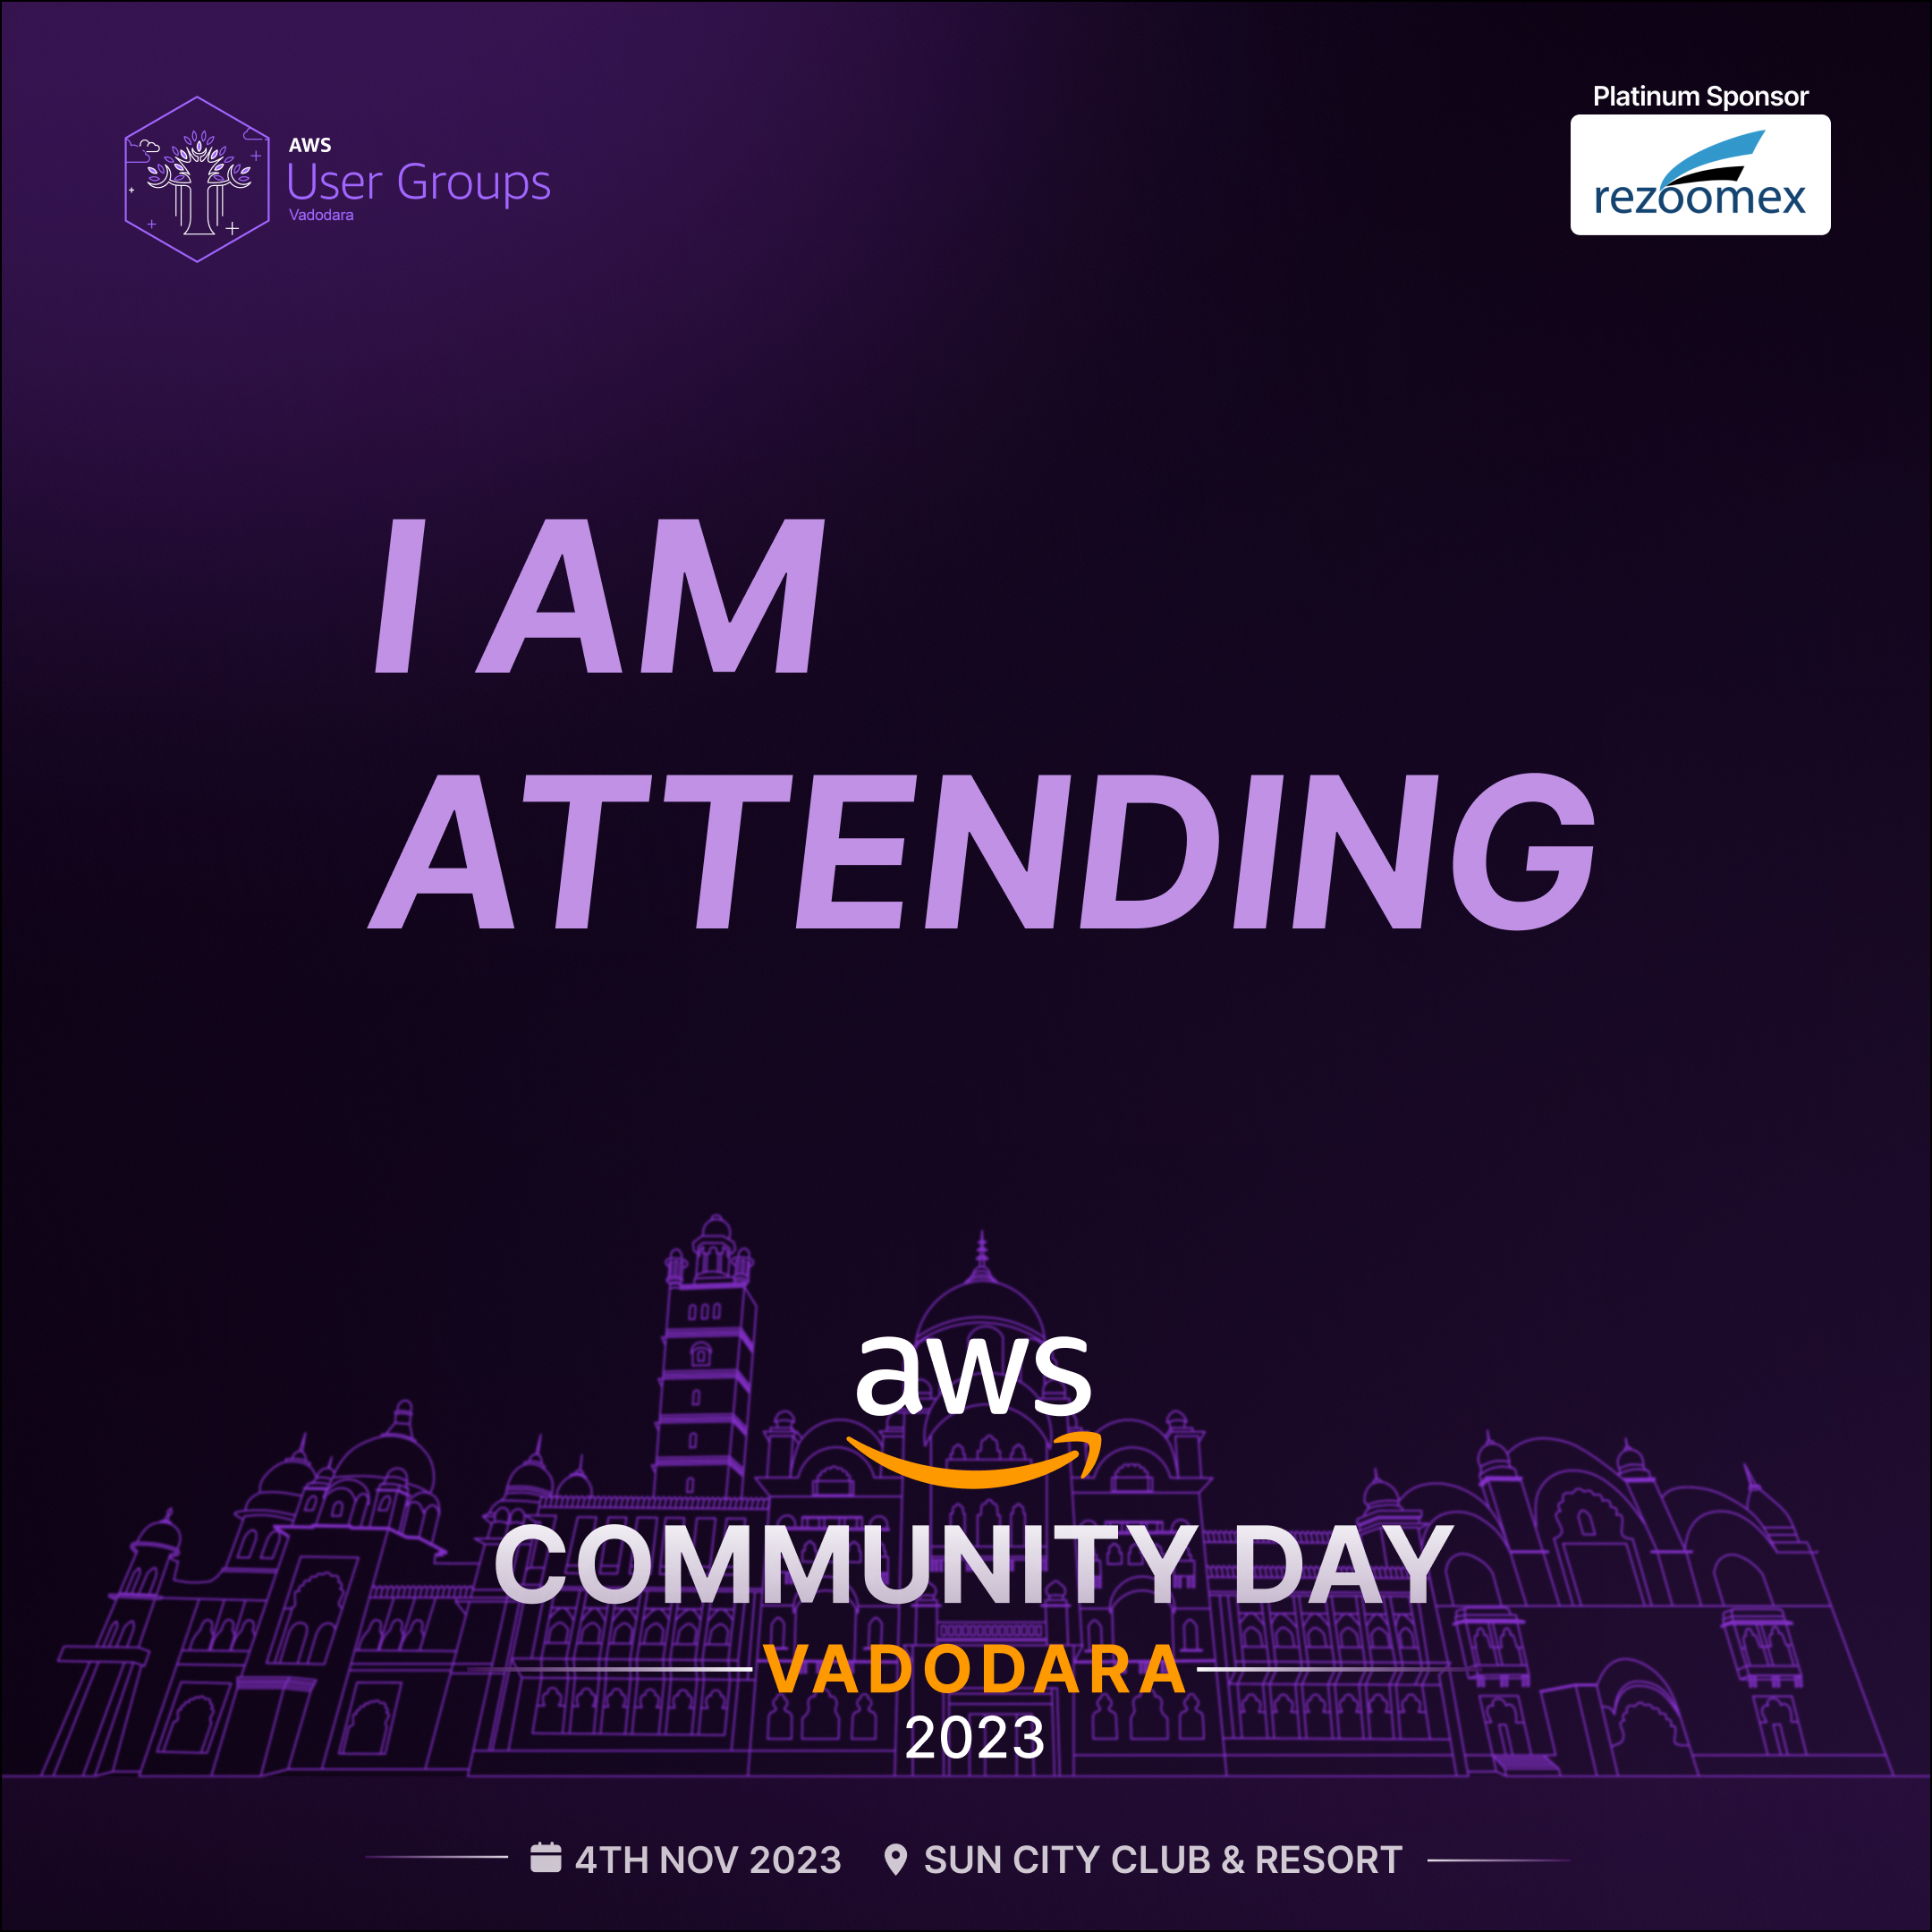 AWS
User Groups
Vadodara
Platinum Sponsor
rezoomex
I AM
ATTENDING
aws
COMMUNITY DAY
VADODARA
2023
4TH NOV 2023 SUN CITY CLUB & RESORT